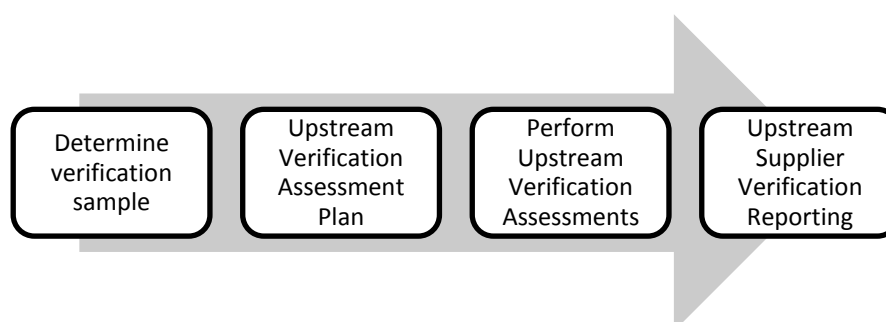 Determine
verification
sample
Upstream
Verification
Assessment
Plan
Perform
Upstream
Verification
Assessments
Upstream
Supplier
Verification
Reporting